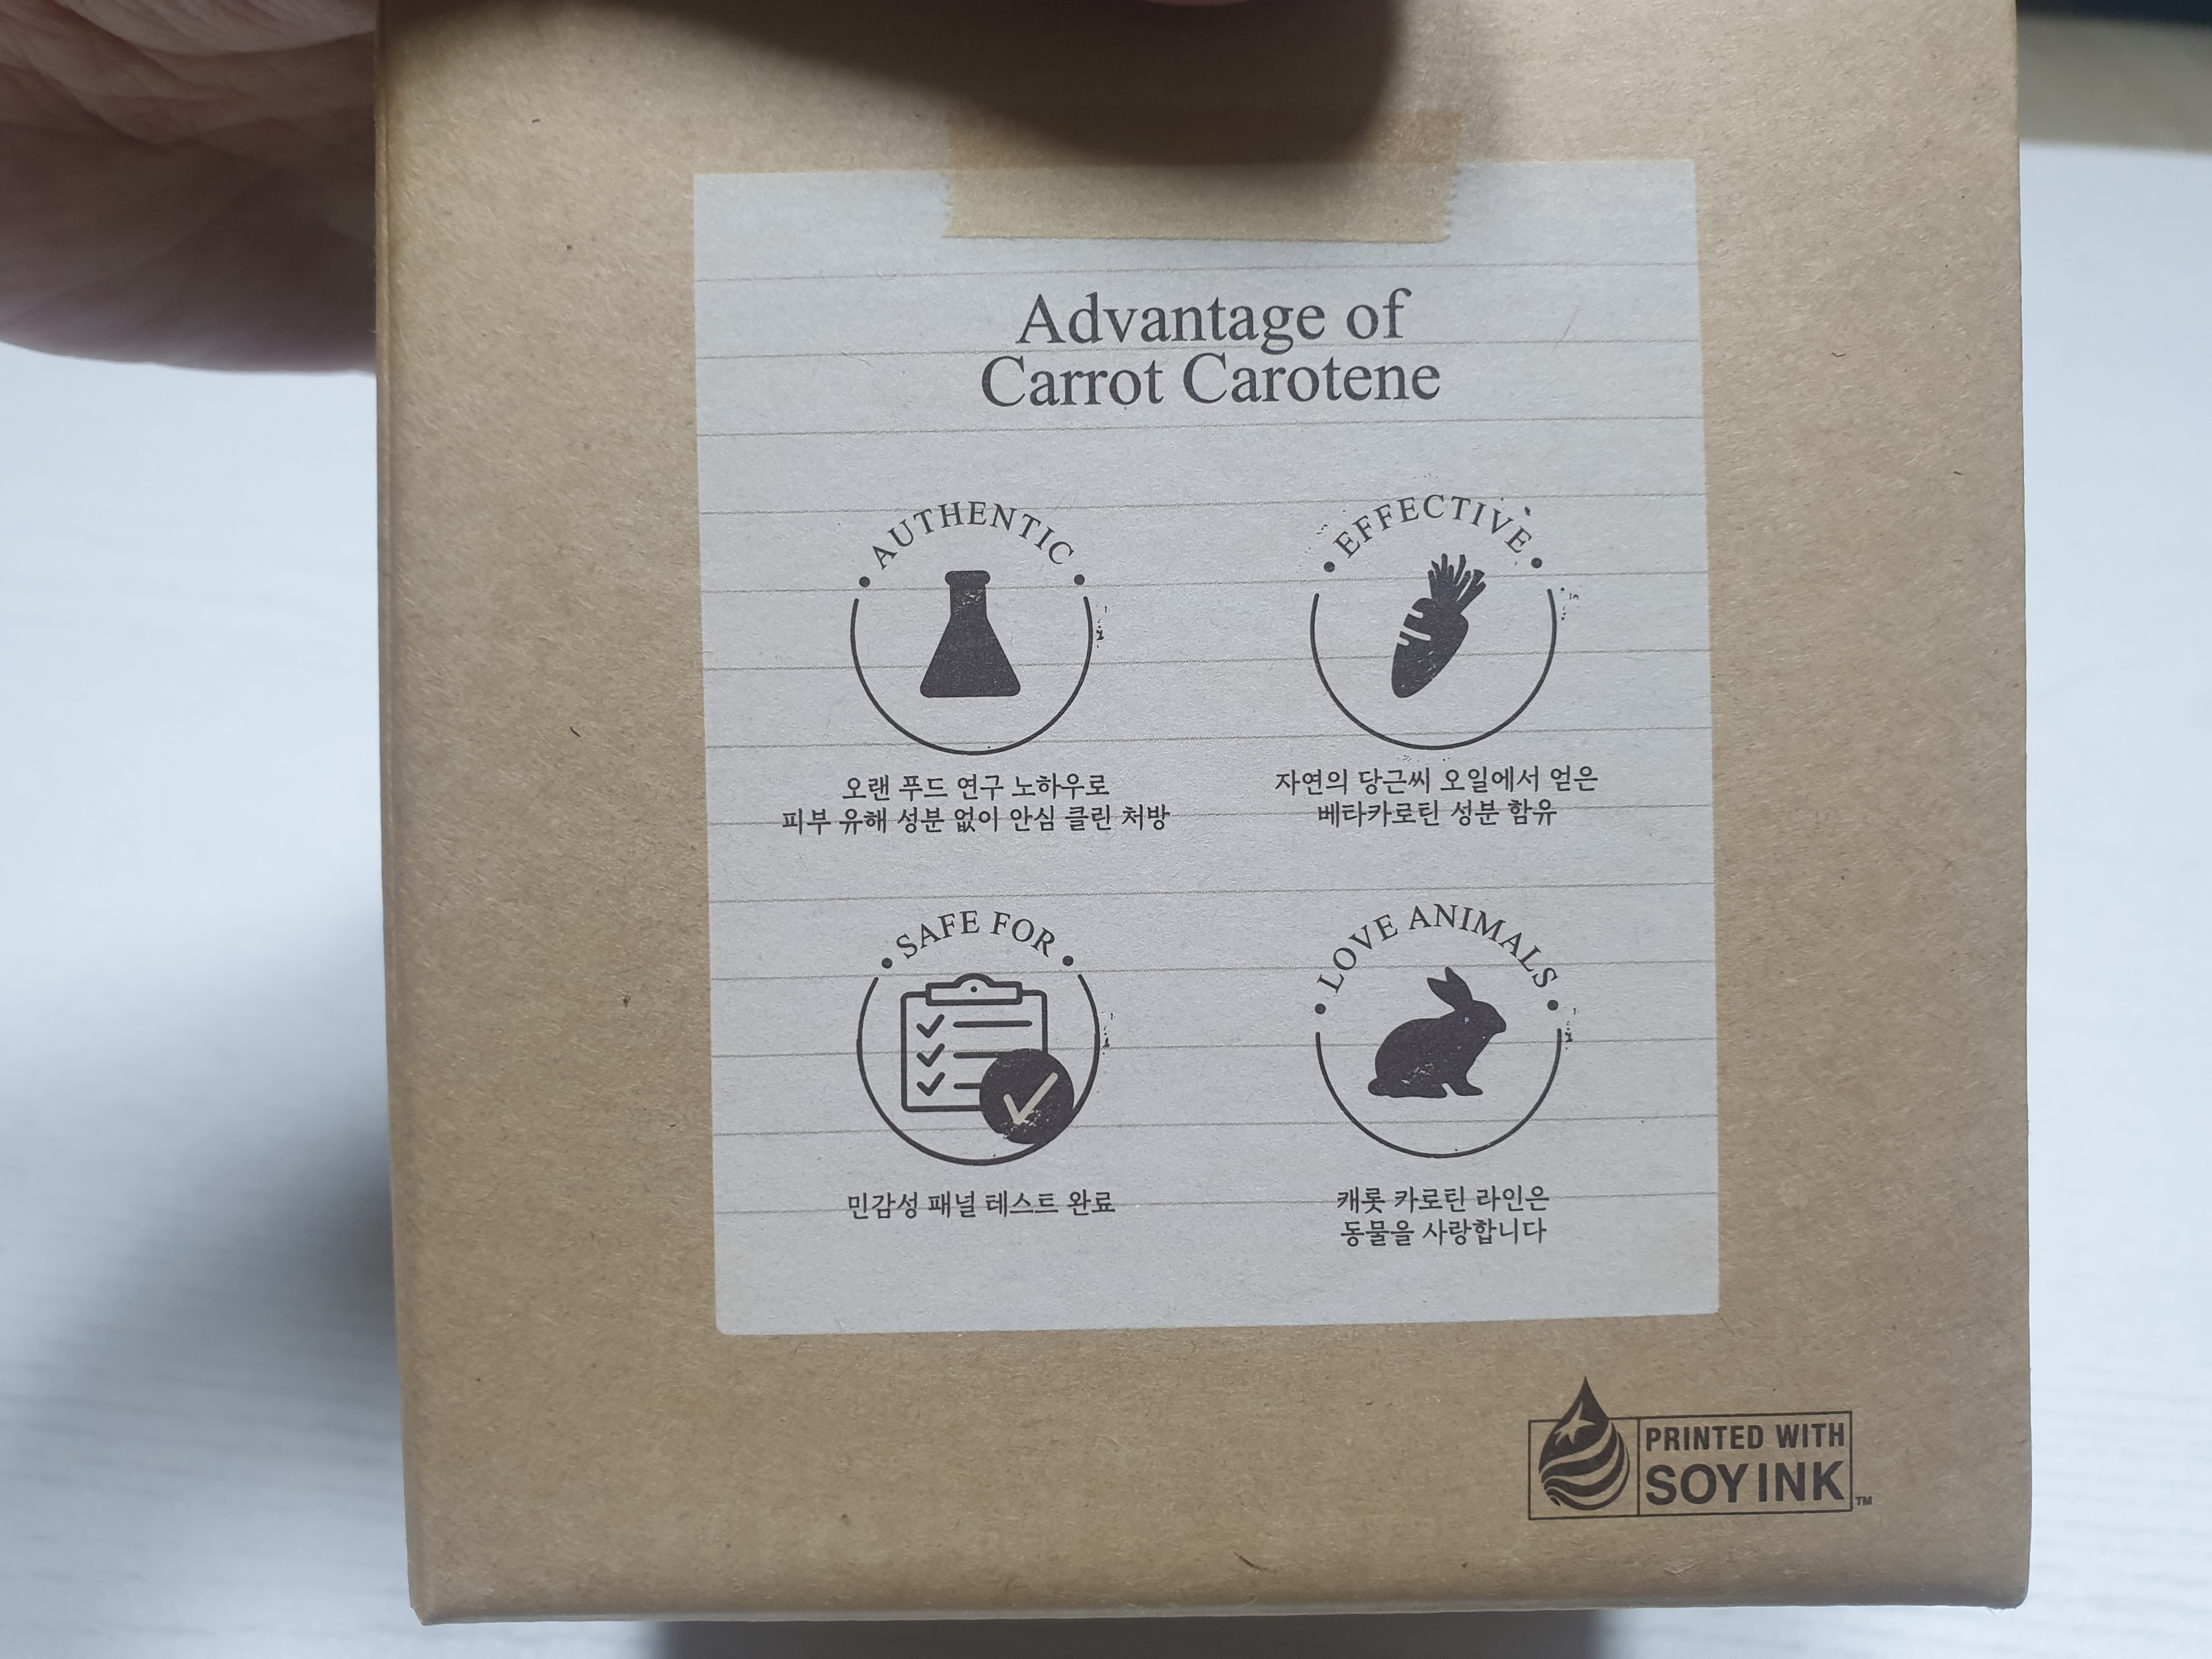 Advantage of
Carrot Carotene
AUTHENTIC
오랜 푸드 연구 노하우로
피부 유해 성분 없이 안심 클린 처방
EFFECTIVE
자연의 당근씨 오일에서 얻은
베타카로틴 성분 함유
SAFE FOR
민감성 패널 테스트 완료
LOVE ANIMALS
캐롯 카로틴 라인은
동물을 사랑합니다
PRINTED WITH
SOY INK TM